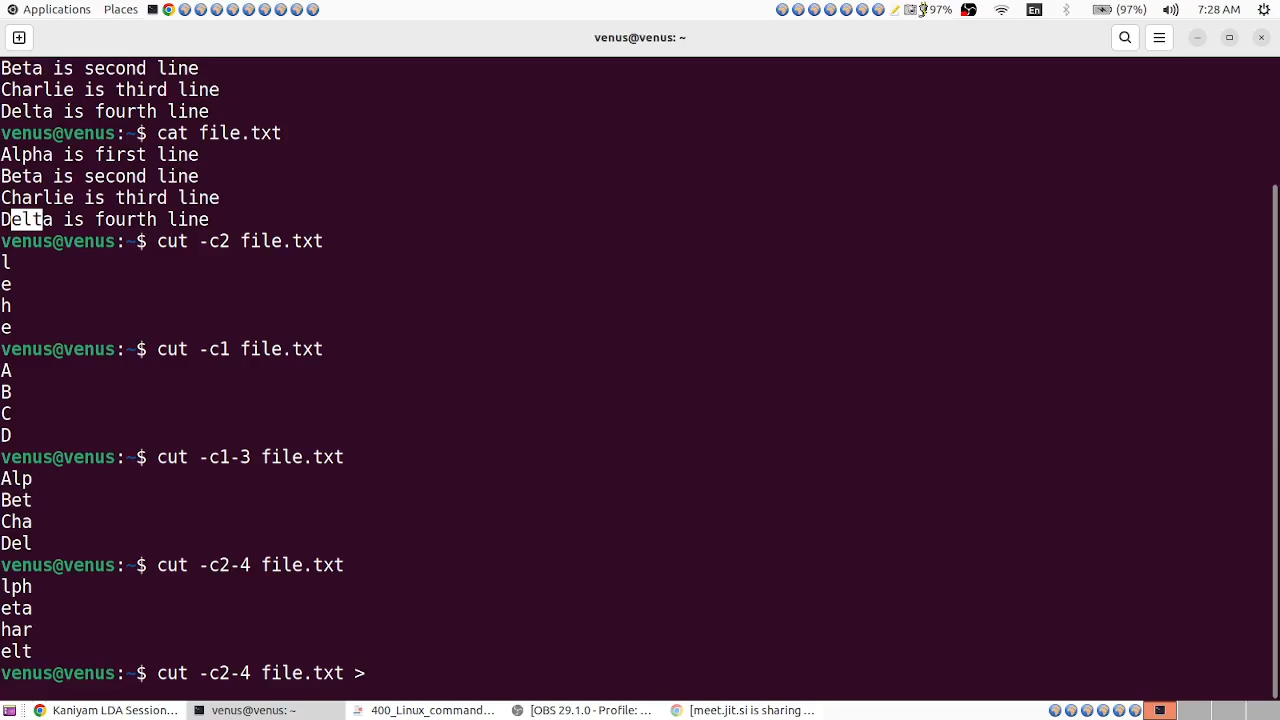 Applications Places 97% En (97%) 7:28 AM
venus@venus: ~
Beta is second line
Charlie is third line
Delta is fourth line
venus@venus:~$ cat file.txt
Alpha is first line
Beta is second line
Charlie is third line
Delta is fourth line
venus@venus:~$ cut -c2 file.txt
l
e
h
e
venus@venus:~$ cut -c1 file.txt
A
B
C
D
venus@venus:~$ cut -c1-3 file.txt
Alp
Bet
Cha
Del
venus@venus:~$ cut -c2-4 file.txt
lph
eta
har
elt
venus@venus:~$ cut -c2-4 file.txt >
Kaniyam LDA Session... venus@venus: ~ 400_Linux_command... [OBS 29.1.0 - Profile: ... [meet.jit.si is sharing ...